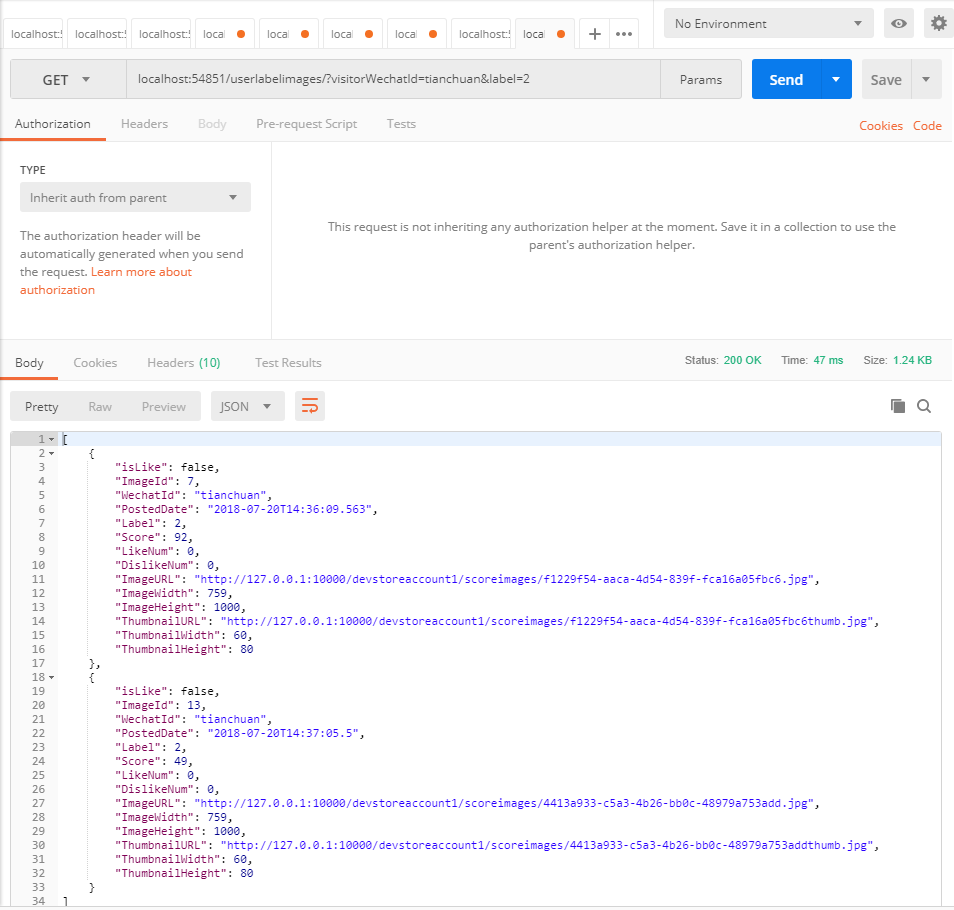 localhost:5 localhost:5 localhost:5 local local local local localhost:5 local + ••• No Environment
GET localhost:54851/userlabelimages/?visitorWechatId=tianchuan&label=2 Params Send Save
Authorization Headers Body Pre-request Script Tests Cookies Code
TYPE
Inherit auth from parent
The authorization header will be
automatically generated when you send
the request. Learn more about
authorization
This request is not inheriting any authorization helper at the moment. Save it in a collection to use the
parent's authorization helper.
Body Cookies Headers (10) Test Results Status: 200 OK Time: 47 ms Size: 1.24 KB
Pretty Raw Preview JSON
1 [
2 {
3 "isLike": false,
4 "ImageId": 7,
5 "WechatId": "tianchuan",
6 "PostedDate": "2018-07-20T14:36:09.563",
7 "Label": 2,
8 "Score": 92,
9 "LikeNum": 0,
10 "DislikeNum": 0,
11 "ImageURL": "http://127.0.0.1:10000/devstoreaccount1/scoreimages/f1229f54-aaca-4d54-839f-fca16a05fbc6.jpg",
12 "ImageWidth": 759,
13 "ImageHeight": 1000,
14 "ThumbnailURL": "http://127.0.0.1:10000/devstoreaccount1/scoreimages/f1229f54-aaca-4d54-839f-fca16a05fbc6thumb.jpg",
15 "ThumbnailWidth": 60,
16 "ThumbnailHeight": 80
17 },
18 {
19 "isLike": false,
20 "ImageId": 13,
21 "WechatId": "tianchuan",
22 "PostedDate": "2018-07-20T14:37:05.5",
23 "Label": 2,
24 "Score": 49,
25 "LikeNum": 0,
26 "DislikeNum": 0,
27 "ImageURL": "http://127.0.0.1:10000/devstoreaccount1/scoreimages/4413a933-c5a3-4b26-bb0c-48979a753add.jpg",
28 "ImageWidth": 759,
29 "ImageHeight": 1000,
30 "ThumbnailURL": "http://127.0.0.1:10000/devstoreaccount1/scoreimages/4413a933-c5a3-4b26-bb0c-48979a753addthumb.jpg",
31 "ThumbnailWidth": 60,
32 "ThumbnailHeight": 80
33 }
34 ]